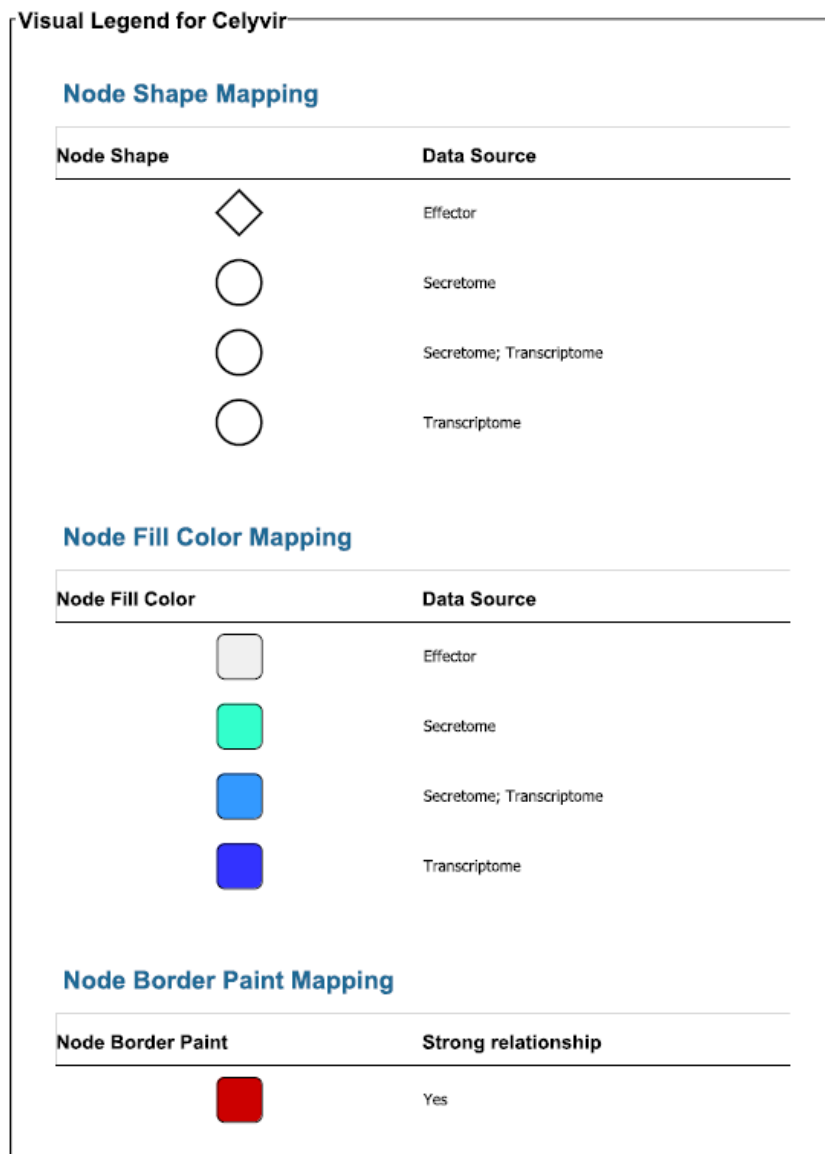 Visual Legend for Celyvir
Node Shape Mapping
Node Shape Data Source
Effector
Secretome
Secretome; Transcriptome
Transcriptome
Node Fill Color Mapping
Node Fill Color Data Source
Effector
Secretome
Secretome; Transcriptome
Transcriptome
Node Border Paint Mapping
Node Border Paint Strong relationship
Yes